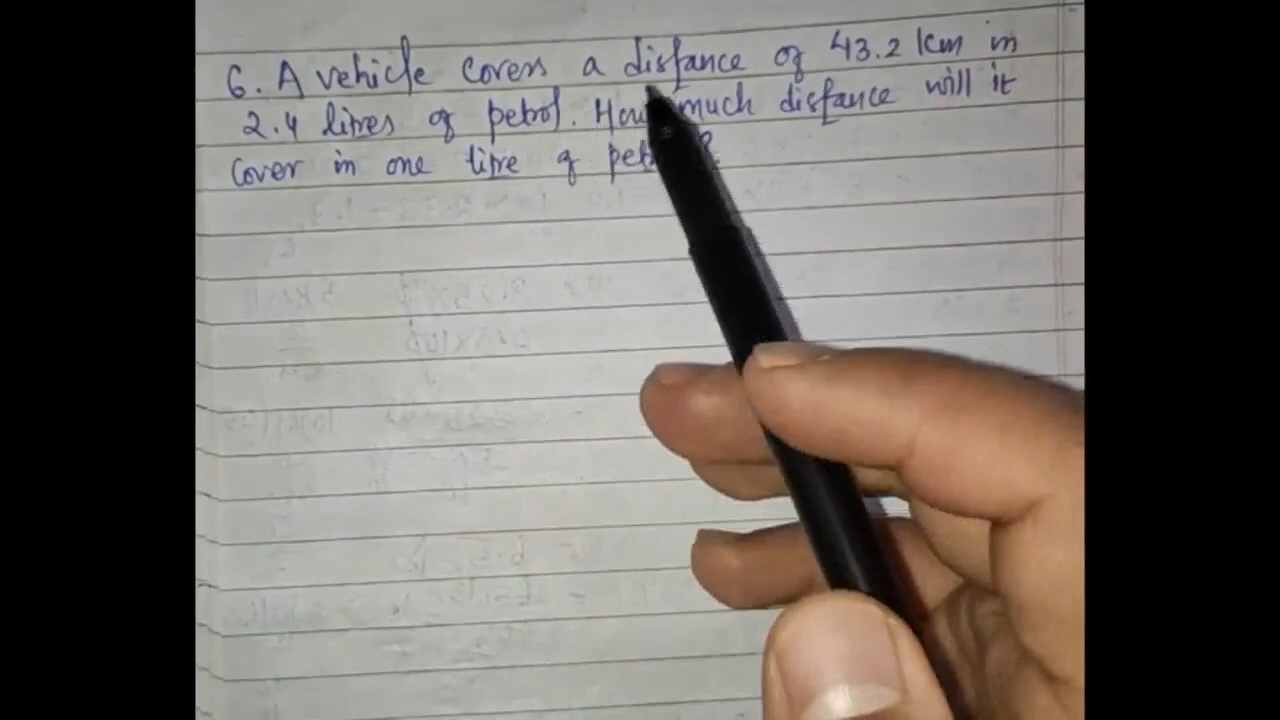 6. A vehicle covers a distance of 43.2 km in
2.4 litres of petrol. How much distance will it
cover in one litre of